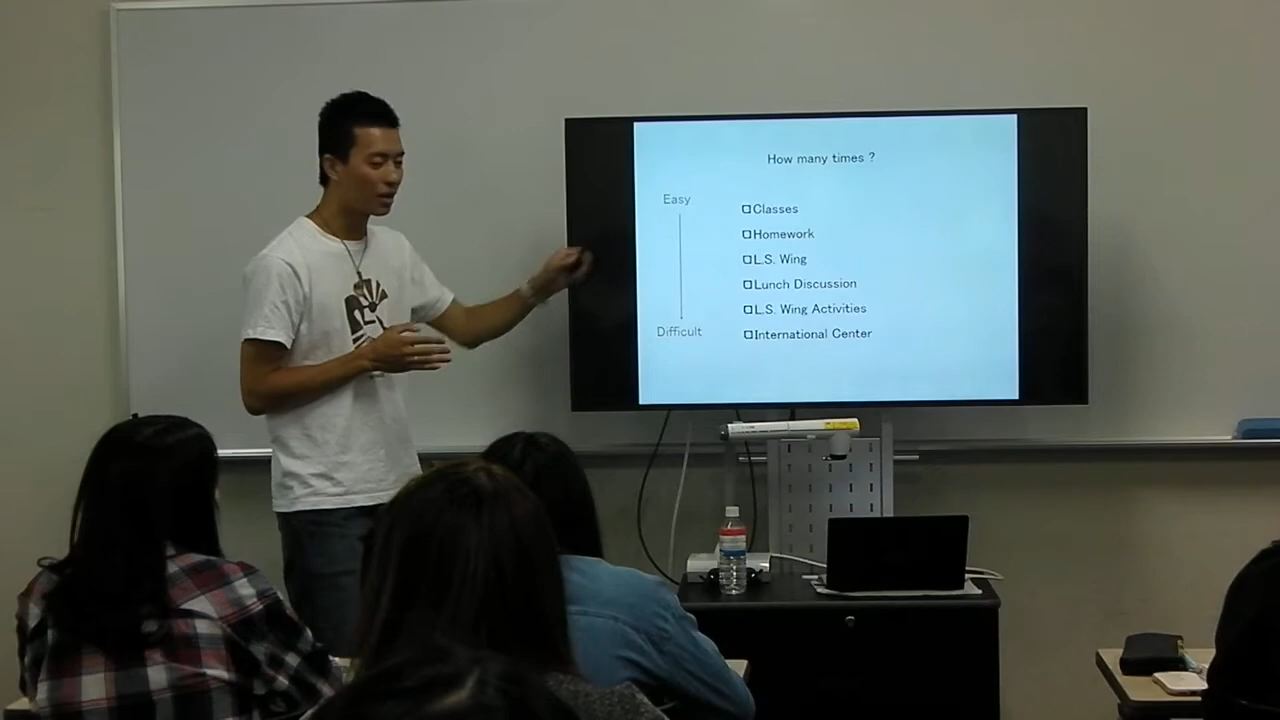 How many times ?
Easy
Classes
Homework
L.S. Wing
Lunch Discussion
L.S. Wing Activities
Difficult
International Center